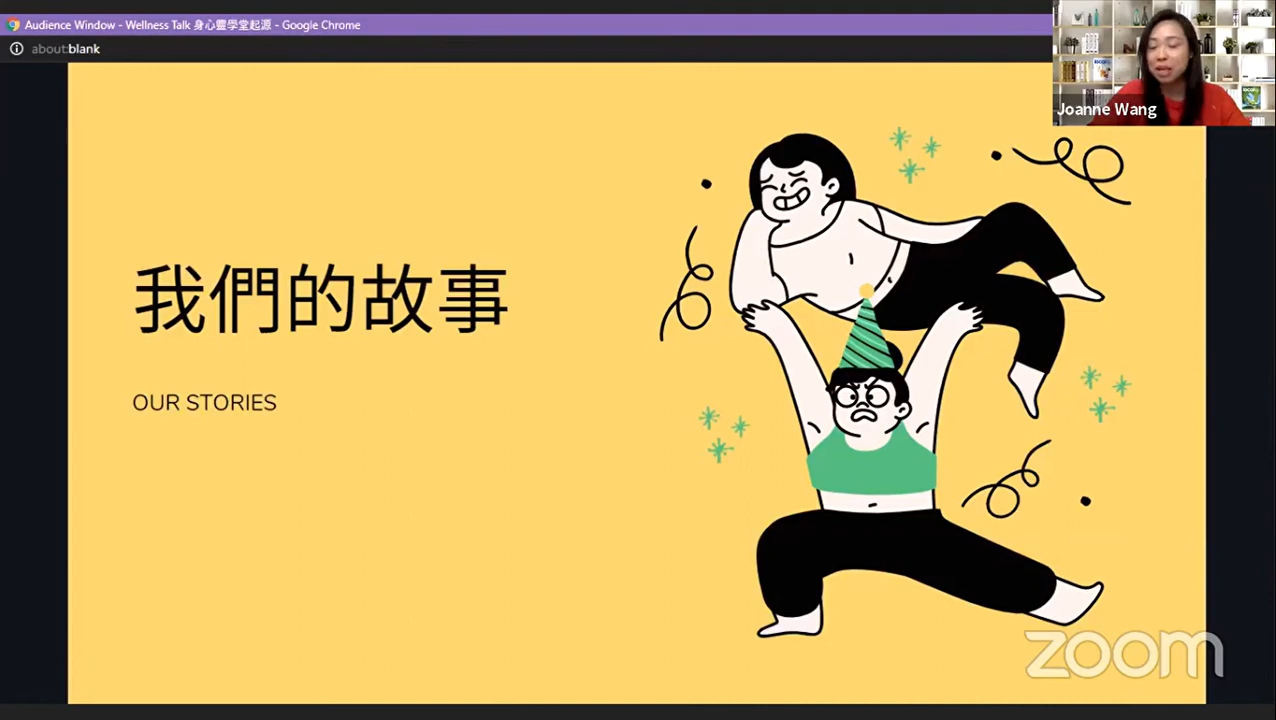 Audience Window - Wellness Talk 身心靈學堂起源 - Google Chrome
about:blank
Joanne Wang
我們的故事
OUR STORIES
zoom